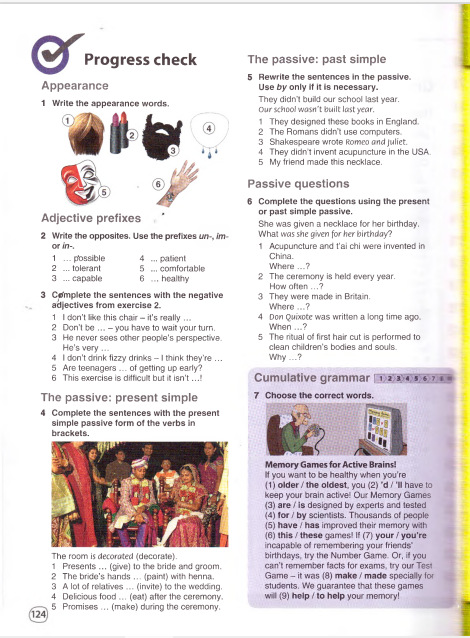 Progress check
Appearance
1 Write the appearance words.
1
2
3
4
5
6
Adjective prefixes
2 Write the opposites. Use the prefixes un-, im-
or in-.
1 ... possible
2 ... tolerant
3 ... capable
4 ... patient
5 ... comfortable
6 ... healthy
3 Complete the sentences with the negative
adjectives from exercise 2.
1 I don't like this chair – it's really ...
2 Don't be ... – you have to wait your turn.
3 He never sees other people's perspective.
He's very ...
4 I don't drink fizzy drinks – I think they're ...
5 Are teenagers ... of getting up early?
6 This exercise is difficult but it isn't ...!
The passive: present simple
4 Complete the sentences with the present
simple passive form of the verbs in
brackets.
The room is decorated (decorate).
1 Presents ... (give) to the bride and groom.
2 The bride's hands ... (paint) with henna.
3 A lot of relatives ... (invite) to the wedding.
4 Delicious food ... (eat) after the ceremony.
5 Promises ... (make) during the ceremony.
124
The passive: past simple
5 Rewrite the sentences in the passive.
Use by only if it is necessary.
They didn't build our school last year.
Our school wasn't built last year.
1 They designed these books in England.
2 The Romans didn't use computers.
3 Shakespeare wrote Romeo and Juliet.
4 They didn't invent acupuncture in the USA.
5 My friend made this necklace.
Passive questions
6 Complete the questions using the present
or past simple passive.
She was given a necklace for her birthday.
What was she given for her birthday?
1 Acupuncture and t'ai chi were invented in
China.
Where ...?
2 The ceremony is held every year.
How often ...?
3 They were made in Britain.
Where ...?
4 Don Quixote was written a long time ago.
When ...?
5 The ritual of first hair cut is performed to
clean children's bodies and souls.
Why ...?
Cumulative grammar 1 2 3 4 5 6 7 8
7 Choose the correct words.
Memory Games for Active Brains!
If you want to be healthy when you're
(1) older / the oldest, you (2) 'd / 'll have to
keep your brain active! Our Memory Games
(3) are / is designed by experts and tested
(4) for / by scientists. Thousands of people
(5) have / has improved their memory with
(6) this / these games! If (7) your / you're
incapable of remembering your friends'
birthdays, try the Number Game. Or, if you
can't remember facts for exams, try our Test
Game – it was (8) make / made specially for
students. We guarantee that these games
will (9) help / to help your memory!